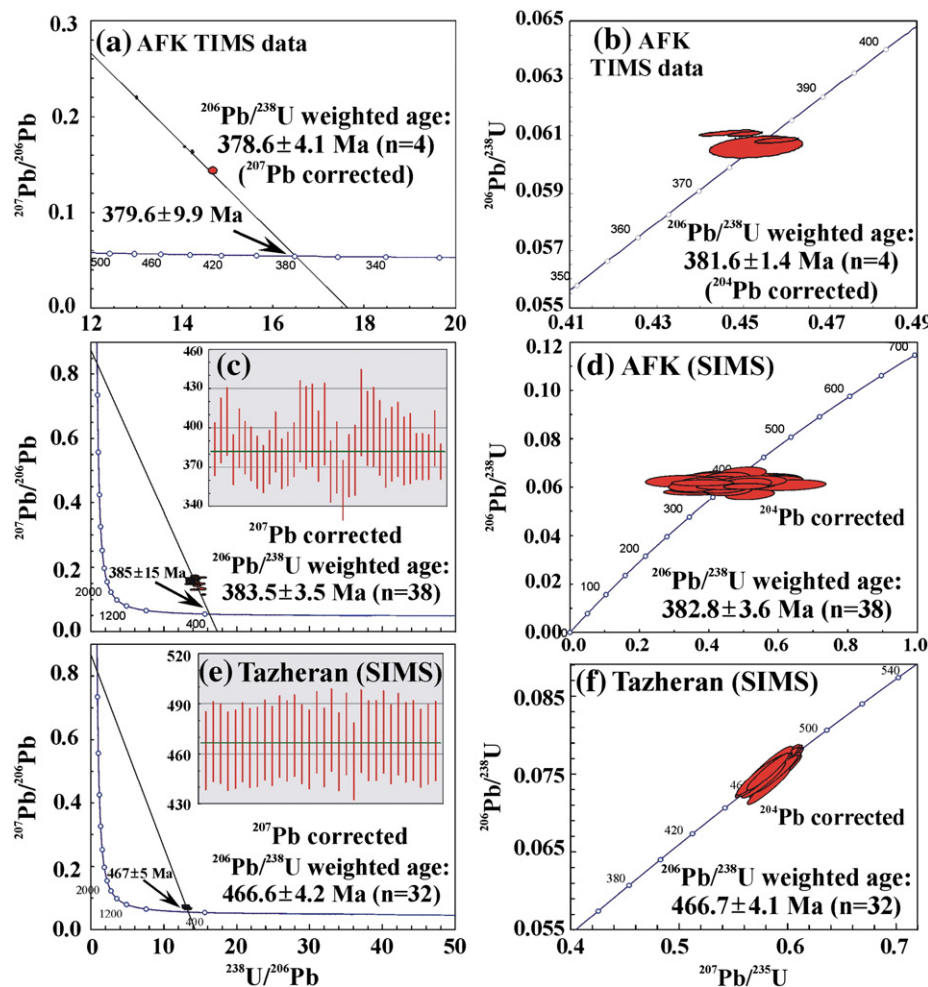 (a) AFK TIMS data
²⁰⁶Pb/²³⁸U weighted age:
378.6±4.1 Ma (n=4)
(²⁰⁷Pb corrected)
379.6±9.9 Ma
500 460 420 380 340
0.3
0.2
0.1
0.0
²⁰⁷Pb/²⁰⁶Pb
12 14 16 18 20
(b) AFK
TIMS data
400
390
370
360
350
²⁰⁶Pb/²³⁸U weighted age:
381.6±1.4 Ma (n=4)
(²⁰⁴Pb corrected)
0.065
0.063
0.061
0.059
0.057
0.055
²⁰⁶Pb/²³⁸U
0.41 0.43 0.45 0.47 0.49
(c)
460
430
400
370
340
²⁰⁷Pb corrected
²⁰⁶Pb/²³⁸U weighted age:
383.5±3.5 Ma (n=38)
385±15 Ma
2000
1200
400
0.8
0.6
0.4
0.2
0.0
²⁰⁷Pb/²⁰⁶Pb
(d) AFK (SIMS)
700
600
500
400
300
200
100
²⁰⁴Pb corrected
²⁰⁶Pb/²³⁸U weighted age:
382.8±3.6 Ma (n=38)
0.12
0.10
0.08
0.06
0.04
0.02
0.00
²⁰⁶Pb/²³⁸U
0.0 0.2 0.4 0.6 0.8 1.0
(e) Tazheran (SIMS)
520
490
460
430
²⁰⁷Pb corrected
²⁰⁶Pb/²³⁸U weighted age:
466.6±4.2 Ma (n=32)
467±5 Ma
2000
1200
400
0.8
0.6
0.4
0.2
0.0
²⁰⁷Pb/²⁰⁶Pb
0 10 20 30 40 50
²³⁸U/²⁰⁶Pb
(f) Tazheran (SIMS)
540
500
420
380
²⁰⁴Pb corrected
²⁰⁶Pb/²³⁸U weighted age:
466.7±4.1 Ma (n=32)
0.085
0.075
0.065
0.055
²⁰⁶Pb/²³⁸U
0.4 0.5 0.6 0.7
²⁰⁷Pb/²³⁵U